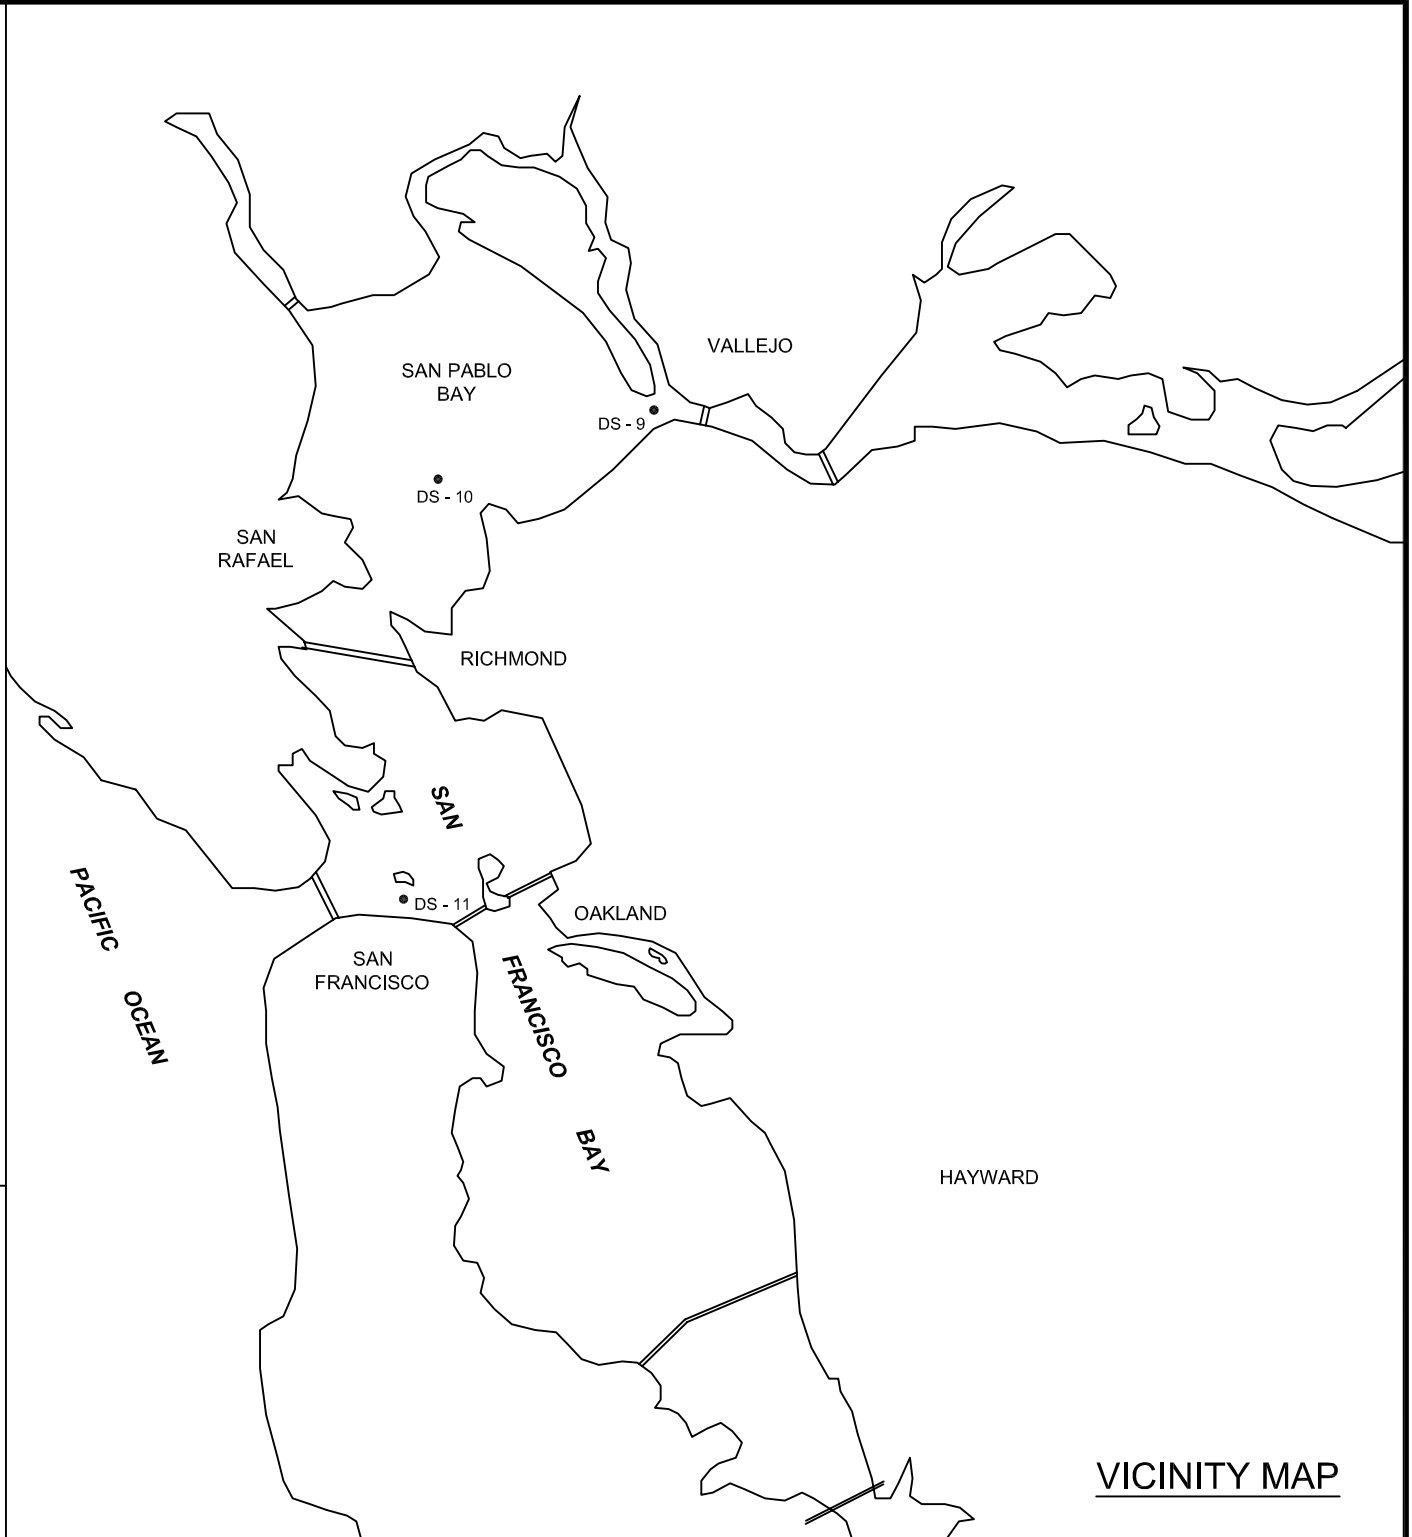 VALLEJO
SAN PABLO
BAY
DS - 9
DS - 10
SAN
RAFAEL
RICHMOND
SAN
FRANCISCO
BAY
PACIFIC
OCEAN
DS - 11
OAKLAND
SAN
FRANCISCO
HAYWARD
VICINITY MAP